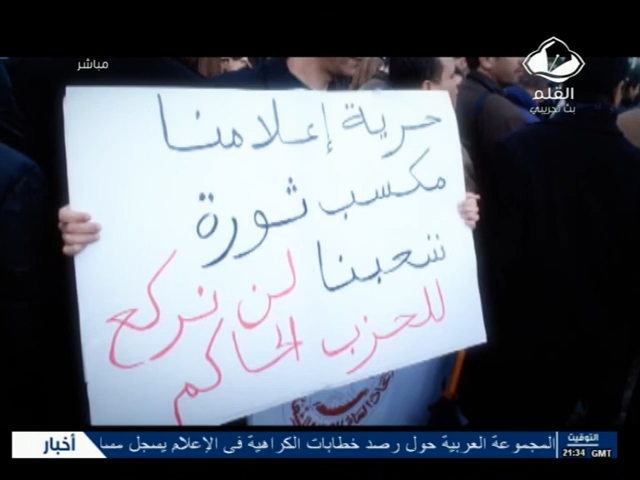 مباشر
القلم
بث تجريبي
حرية إعلامنا
مكسب ثورة
شعبنا لن نركع
للحزب الحاكم
أخبار
المجموعة العربية حول رصد خطابات الكراهية فى الإعلام يسجل
التوقيت
21:34 GMT